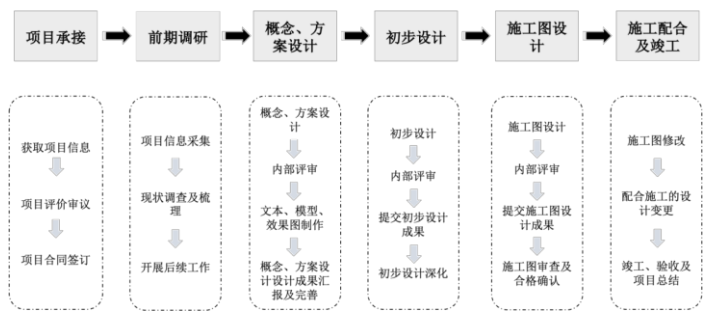 项目承接
前期调研
概念、方
案设计
初步设计
施工图设
计
施工配合
及竣工
获取项目信息
项目评价审议
项目合同签订
项目信息采集
现状调查及梳
理
开展后续工作
概念、方案设
计
内部评审
文本、模型、
效果图制作
概念、方案设
计设计成果汇
报及完善
初步设计
内部评审
提交初步设计
成果
初步设计深化
施工图设计
内部评审
提交施工图设
计成果
施工图审查及
合格确认
施工图修改
配合施工的设
计变更
竣工、验收及
项目总结